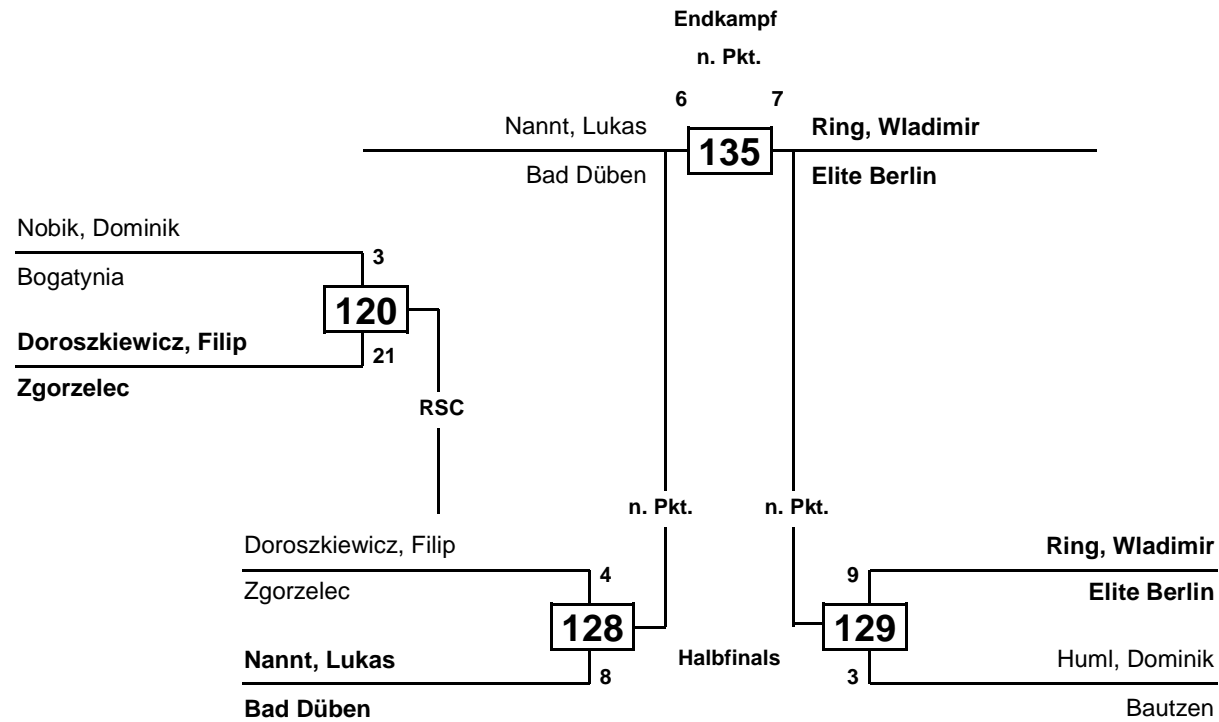 Endkampf
n. Pkt.
6 7
Nannt, Lukas 135 Ring, Wladimir
Bad Düben Elite Berlin
Nobik, Dominik
3
Bogatynia
120
Doroszkiewicz, Filip
21
Zgorzelec
RSC
n. Pkt. n. Pkt.
Doroszkiewicz, Filip Ring, Wladimir
4 9
Zgorzelec Elite Berlin
128 129
Nannt, Lukas Halbfinals Huml, Dominik
8 3
Bad Düben Bautzen